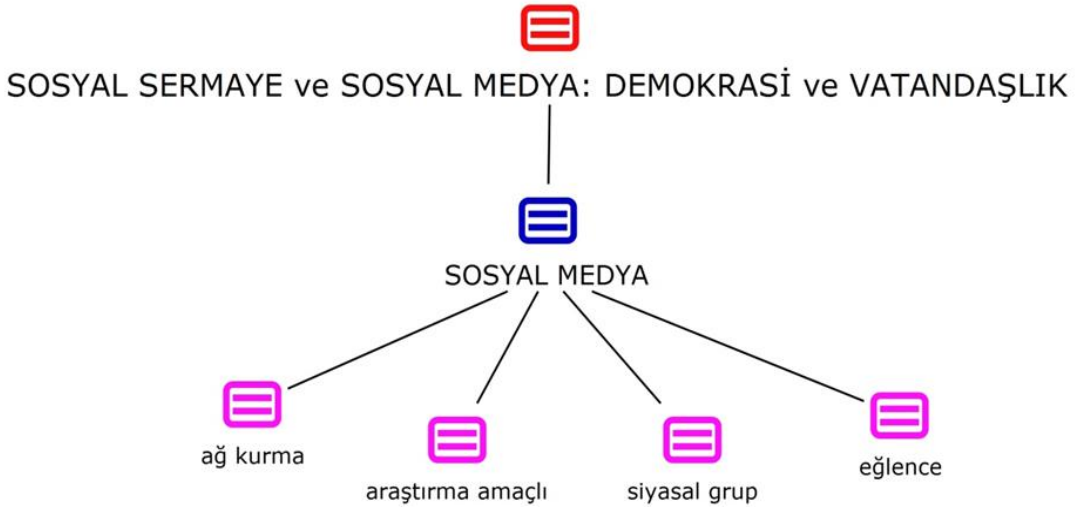 SOSYAL SERMAYE ve SOSYAL MEDYA: DEMOKRASİ ve VATANDAŞLIK
SOSYAL MEDYA
ağ kurma
araştırma amaçlı
siyasal grup
eğlence